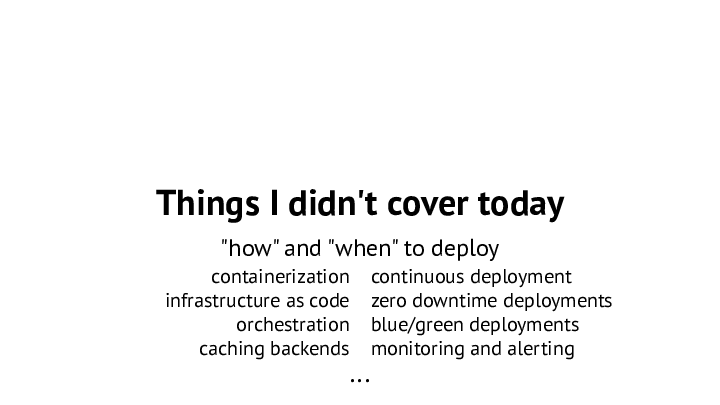 Things I didn't cover today
"how" and "when" to deploy
containerization continuous deployment
infrastructure as code zero downtime deployments
orchestration blue/green deployments
caching backends monitoring and alerting
...